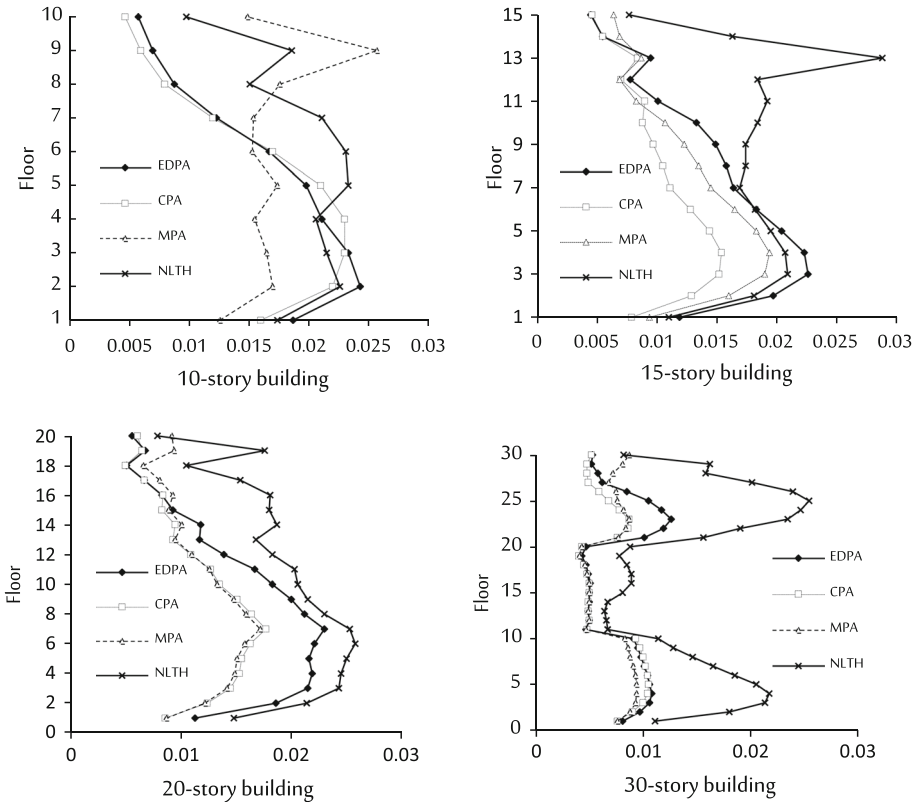 10
9
8
7
6
5
4
3
2
1
Floor
EDPA
CPA
MPA
NLTH
0 0.005 0.01 0.015 0.02 0.025 0.03
10-story building
15
13
11
9
7
5
3
1
Floor
EDPA
CPA
MPA
NLTH
0 0.005 0.01 0.015 0.02 0.025 0.03
15-story building
20
18
16
14
12
10
8
6
4
2
0
Floor
EDPA
CPA
MPA
NLTH
0 0.01 0.02 0.03
20-story building
30
25
20
15
10
5
0
Floor
EDPA
CPA
MPA
NLTH
0 0.01 0.02 0.03
30-story building